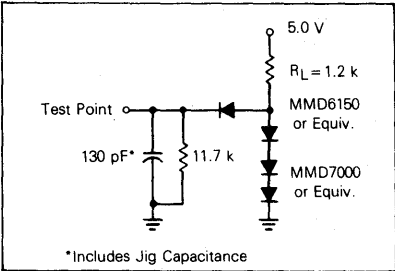 5.0 V
RL = 1.2 k
Test Point
MMD6150
or Equiv.
130 pF*
11.7 k
MMD7000
or Equiv.
*Includes Jig Capacitance